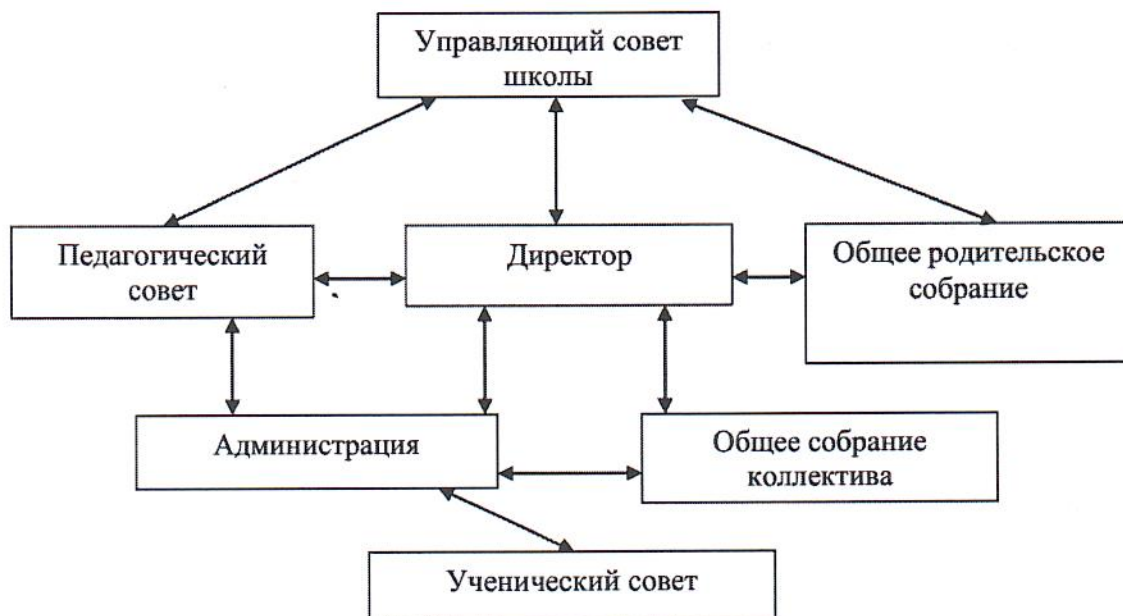 Управляющий совет
школы
Педагогический
совет
Директор
Общее родительское
собрание
Администрация
Общее собрание
коллектива
Ученический совет